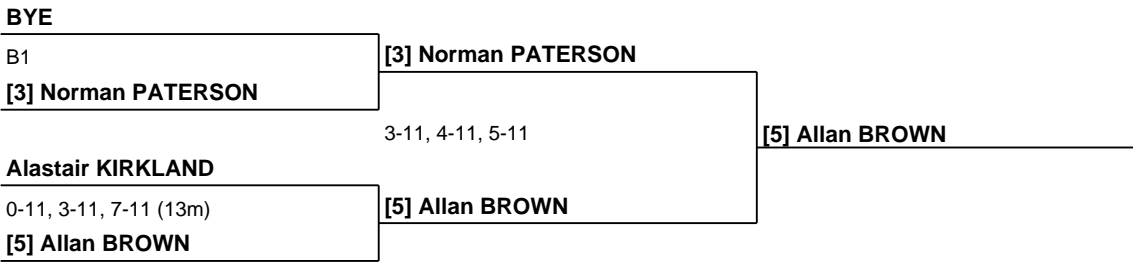 BYE
B1
[3] Norman PATERSON
[3] Norman PATERSON
3-11, 4-11, 5-11
[5] Allan BROWN
Alastair KIRKLAND
0-11, 3-11, 7-11 (13m)
[5] Allan BROWN
[5] Allan BROWN